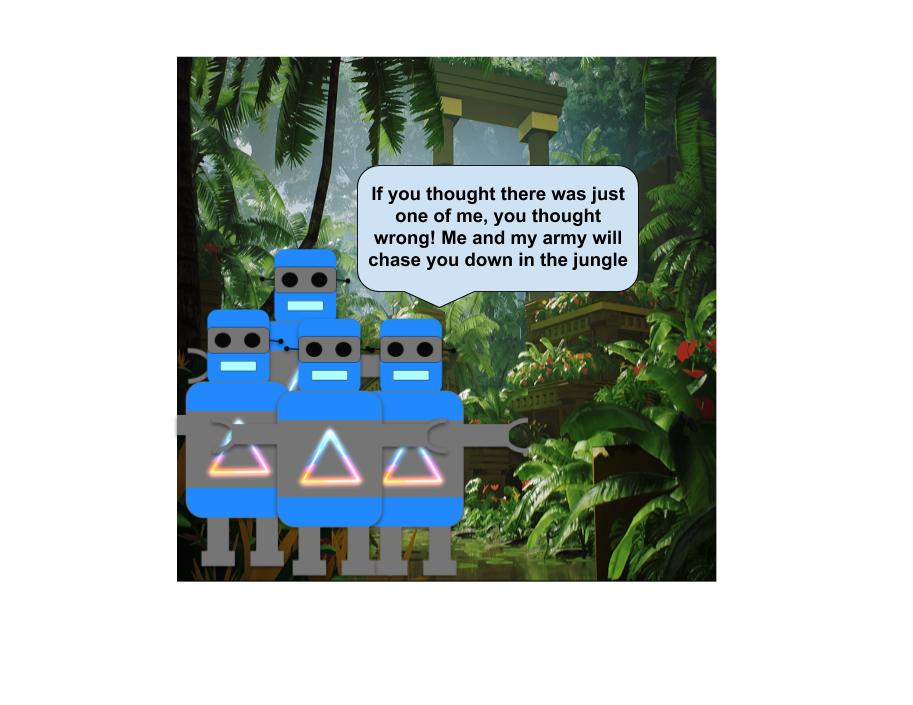 If you thought there was just
one of me, you thought
wrong! Me and my army will
chase you down in the jungle